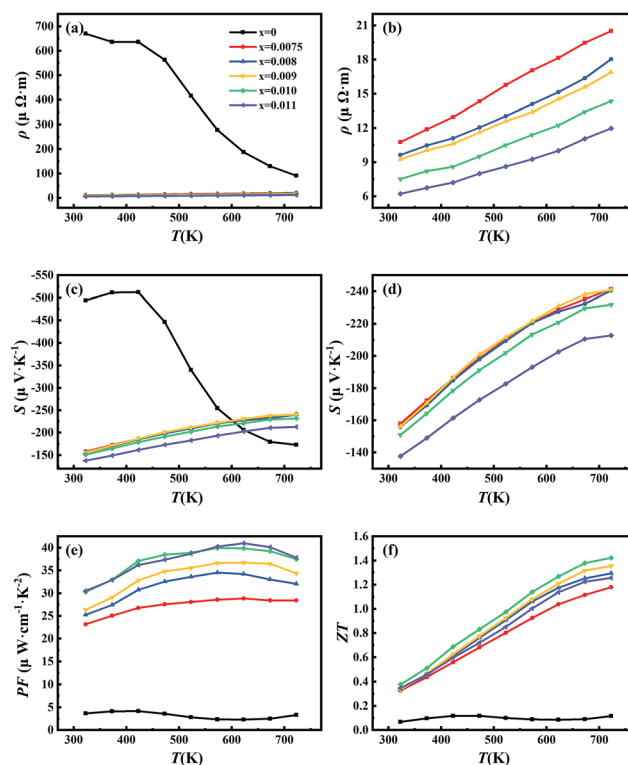 (a)
x=0
x=0.0075
x=0.008
x=0.009
x=0.010
x=0.011
700
600
500
400
300
200
100
0
ρ (μ Ω·m)
300 400 500 600 700
T(K)
(b)
21
18
15
12
9
6
ρ (μ Ω·m)
300 400 500 600 700
T(K)
(c)
-550
-500
-450
-400
-350
-300
-250
-200
-150
S (μ V·K⁻¹)
300 400 500 600 700
T(K)
(d)
-240
-220
-200
-180
-160
-140
S (μ V·K⁻¹)
300 400 500 600 700
T(K)
(e)
40
35
30
25
20
15
10
5
0
PF (μ W·cm⁻¹·K⁻²)
300 400 500 600 700
T(K)
(f)
1.6
1.4
1.2
1.0
0.8
0.6
0.4
0.2
0.0
ZT
300 400 500 600 700
T(K)